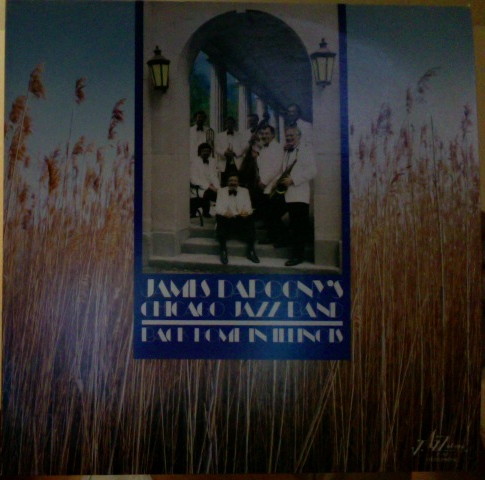 JAMES DAPOGNY'S
CHICAGO JAZZ BAND
BACK HOME IN ILLINOIS